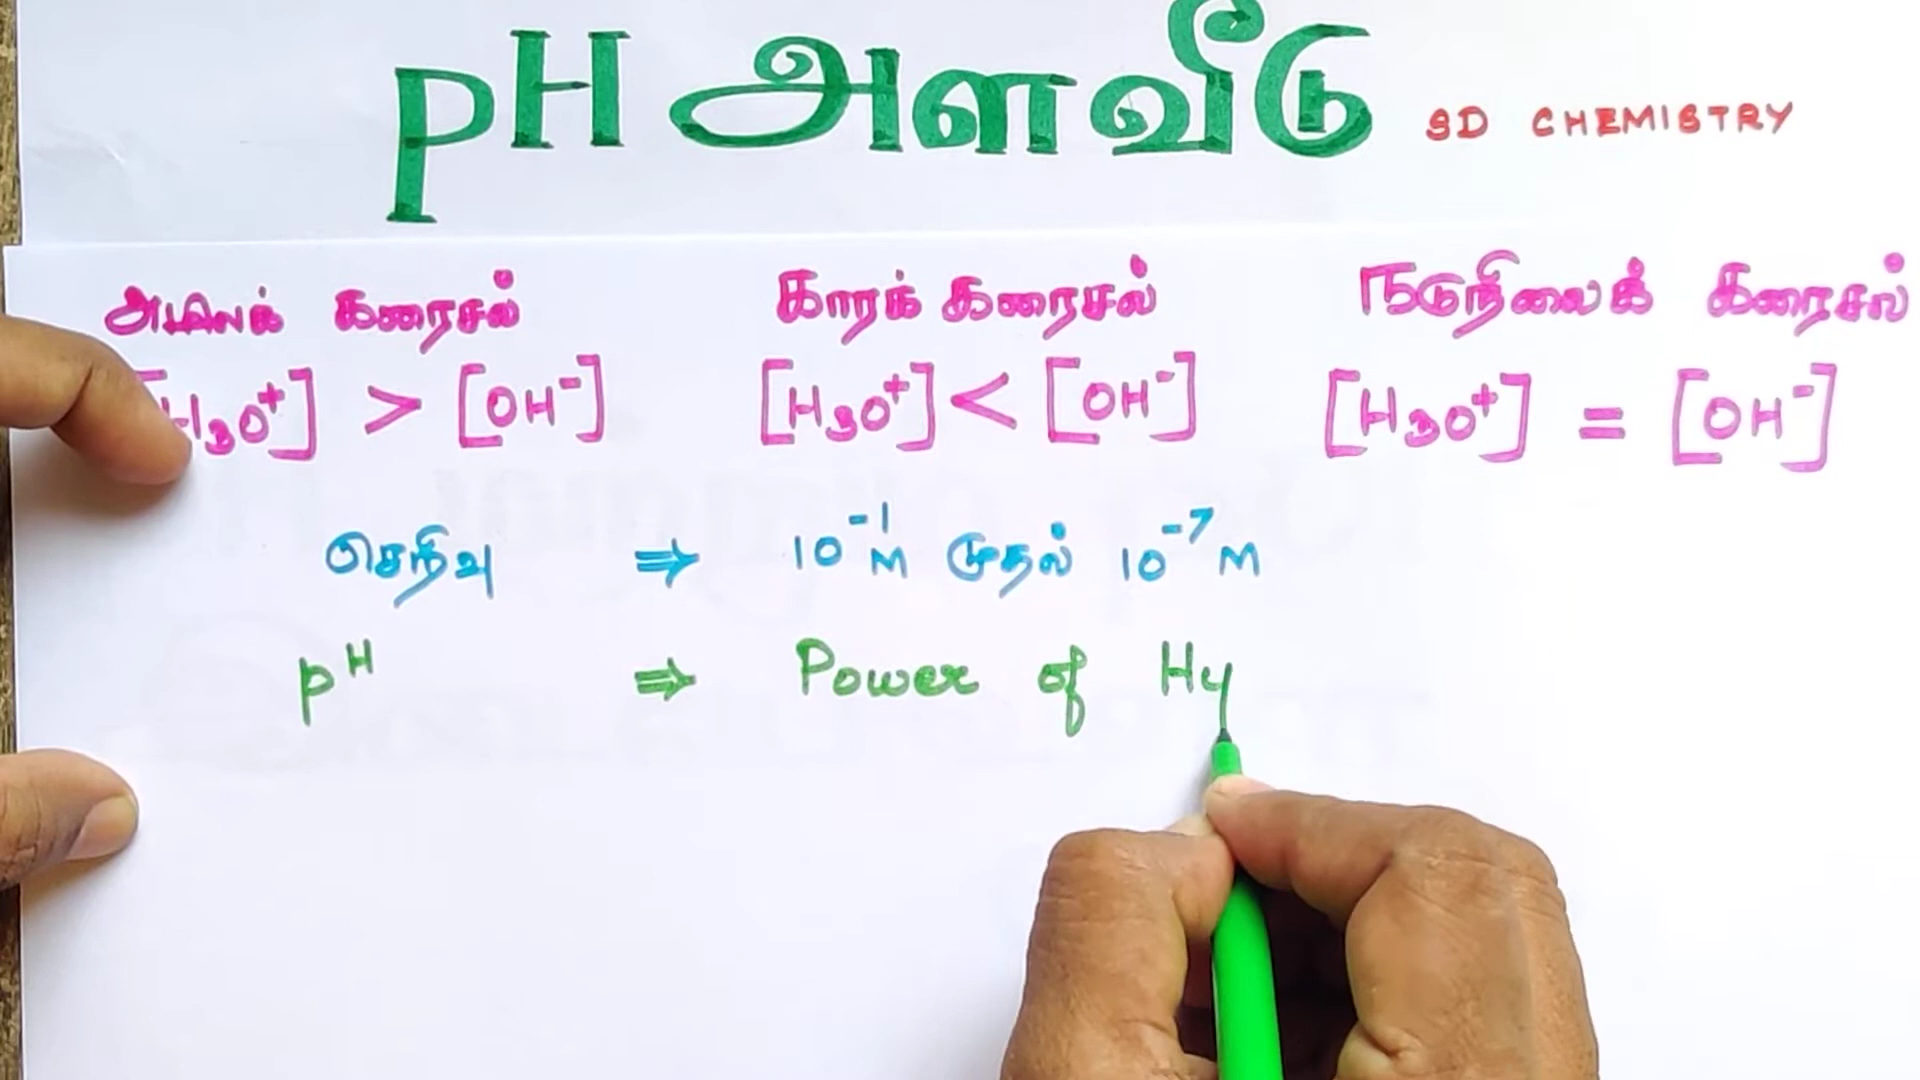 pH அளவீடு SD CHEMISTRY
அமிலக் கரைசல் காரக் கரைசல் நடுநிலைக் கரைசல்
[H₃O⁺] > [OH⁻] [H₃O⁺] < [OH⁻] [H₃O⁺] = [OH⁻]
செறிவு ⇒ 10⁻¹ M முதல் 10⁻⁷ M
pᴴ ⇒ Power of Hy